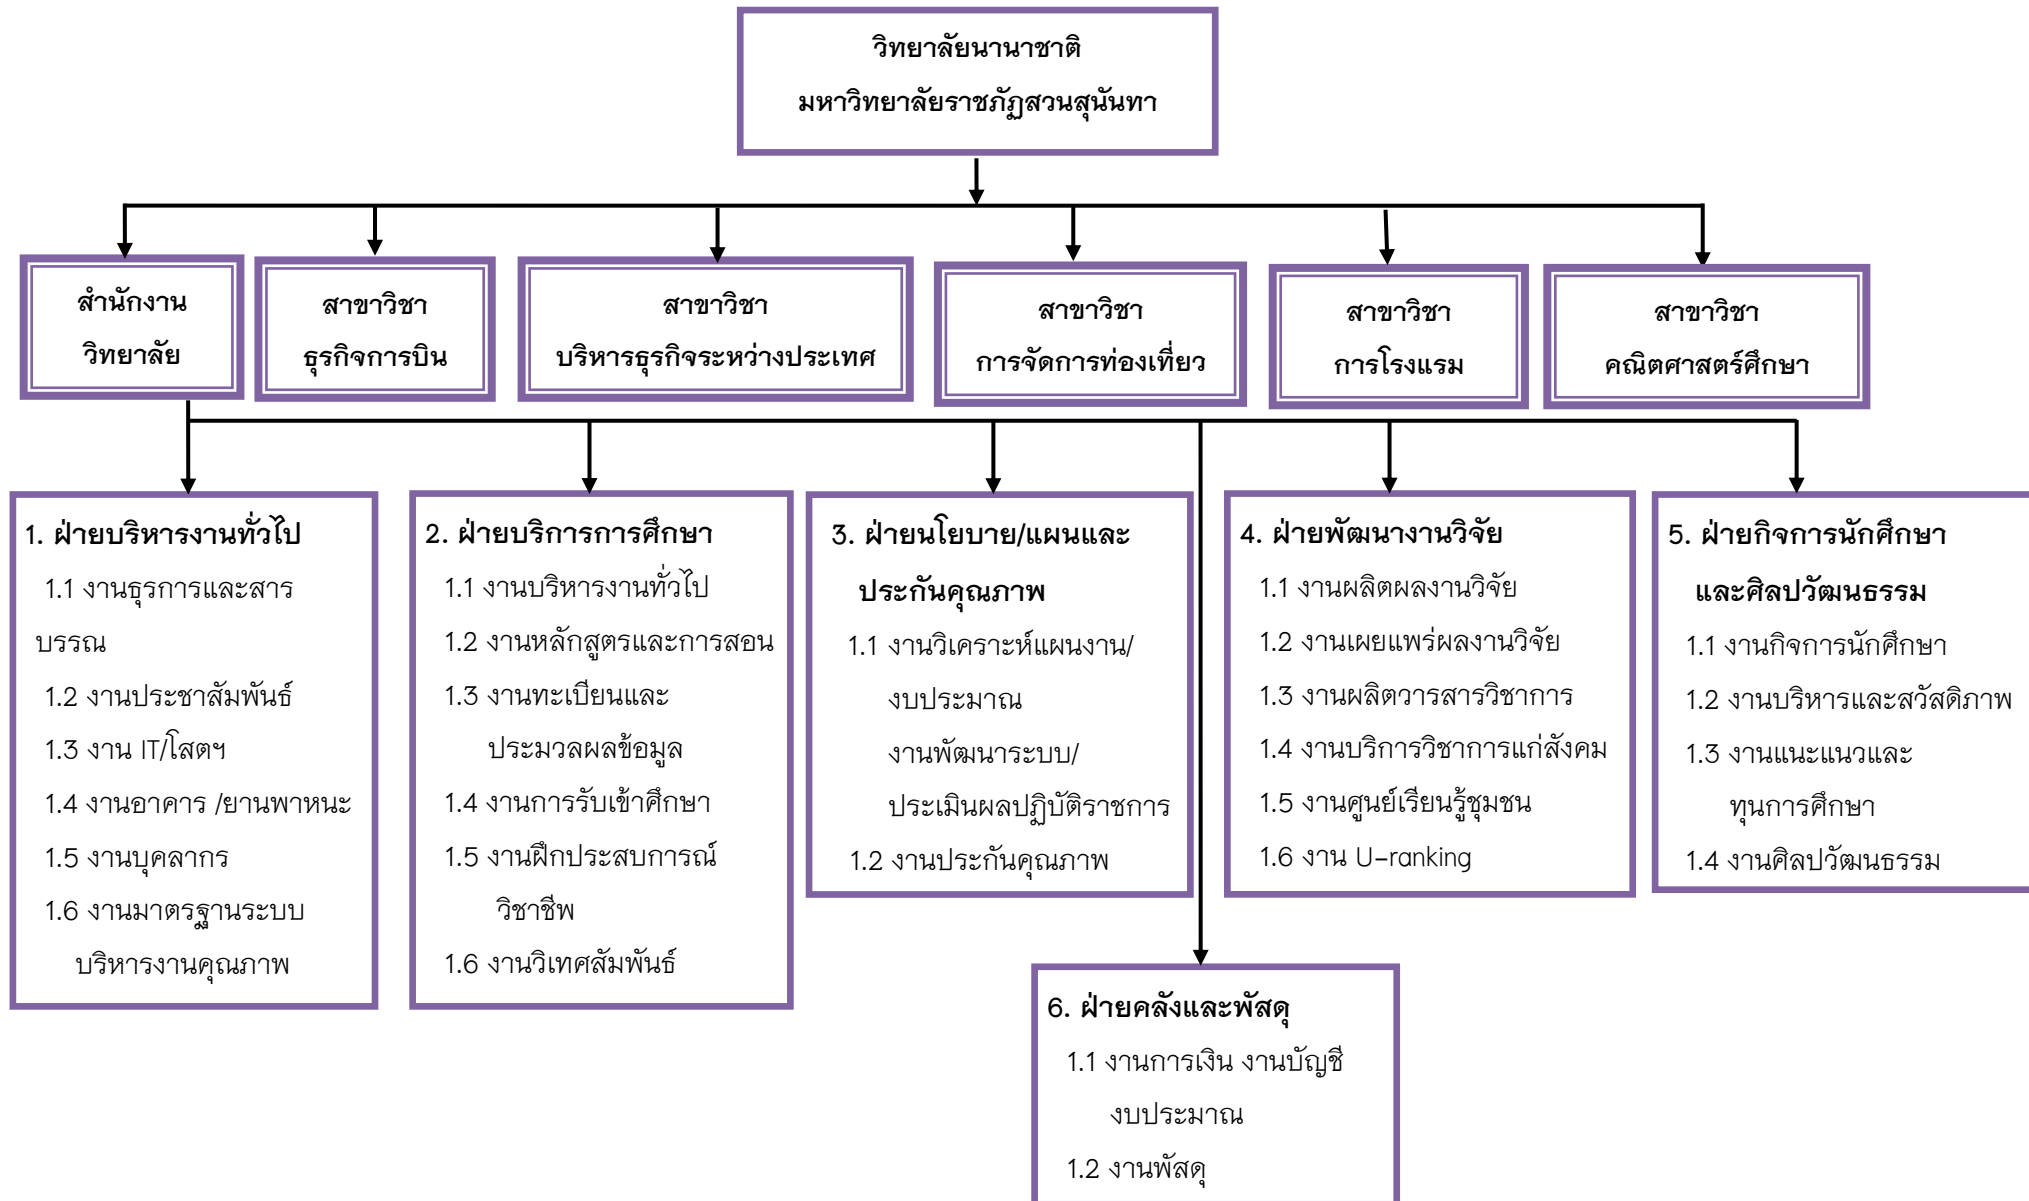 วิทยาลัยนานาชาติ
มหาวิทยาลัยราชภัฏสวนสุนันทา
สำนักงาน
วิทยาลัย
สาขาวิชา
ธุรกิจการบิน
สาขาวิชา
บริหารธุรกิจระหว่างประเทศ
สาขาวิชา
การจัดการท่องเที่ยว
สาขาวิชา
การโรงแรม
สาขาวิชา
คณิตศาสตร์ศึกษา
1. ฝ่ายบริหารงานทั่วไป
1.1 งานธุรการและสาร
บรรณ
1.2 งานประชาสัมพันธ์
1.3 งาน IT/โสตฯ
1.4 งานอาคาร /ยานพาหนะ
1.5 งานบุคลากร
1.6 งานมาตรฐานระบบ
บริหารงานคุณภาพ
2. ฝ่ายบริการการศึกษา
1.1 งานบริหารงานทั่วไป
1.2 งานหลักสูตรและการสอน
1.3 งานทะเบียนและ
ประมวลผลข้อมูล
1.4 งานการรับเข้าศึกษา
1.5 งานฝึกประสบการณ์
วิชาชีพ
1.6 งานวิเทศสัมพันธ์
3. ฝ่ายนโยบาย/แผนและ
ประกันคุณภาพ
1.1 งานวิเคราะห์แผนงาน/
งบประมาณ
งานพัฒนาระบบ/
ประเมินผลปฏิบัติราชการ
1.2 งานประกันคุณภาพ
4. ฝ่ายพัฒนางานวิจัย
1.1 งานผลิตผลงานวิจัย
1.2 งานเผยแพร่ผลงานวิจัย
1.3 งานผลิตวารสารวิชาการ
1.4 งานบริการวิชาการแก่สังคม
1.5 งานศูนย์เรียนรู้ชุมชน
1.6 งาน U-ranking
5. ฝ่ายกิจการนักศึกษา
และศิลปวัฒนธรรม
1.1 งานกิจการนักศึกษา
1.2 งานบริหารและสวัสดิภาพ
1.3 งานแนะแนวและ
ทุนการศึกษา
1.4 งานศิลปวัฒนธรรม
6. ฝ่ายคลังและพัสดุ
1.1 งานการเงิน งานบัญชี
งบประมาณ
1.2 งานพัสดุ